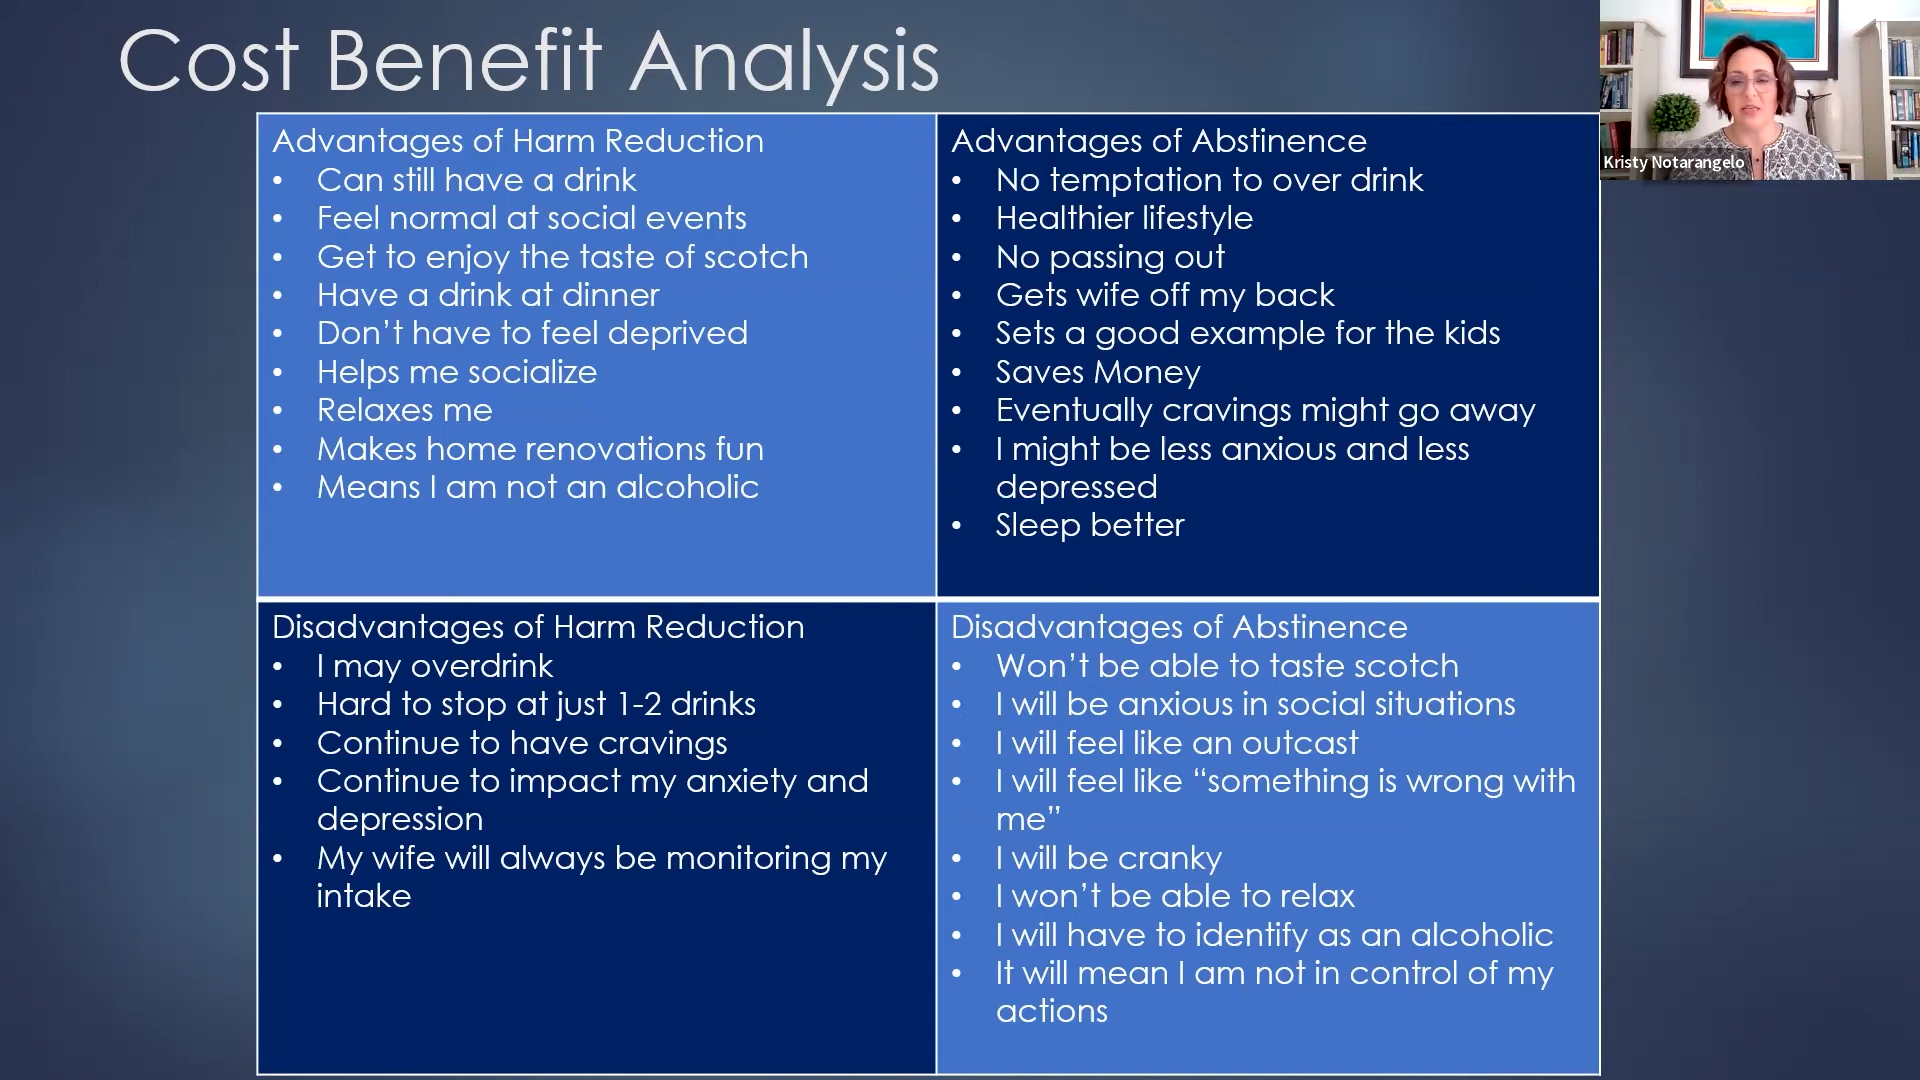 Cost Benefit Analysis
Kristy Notarangelo
Advantages of Harm Reduction
• Can still have a drink
• Feel normal at social events
• Get to enjoy the taste of scotch
• Have a drink at dinner
• Don’t have to feel deprived
• Helps me socialize
• Relaxes me
• Makes home renovations fun
• Means I am not an alcoholic
Advantages of Abstinence
• No temptation to over drink
• Healthier lifestyle
• No passing out
• Gets wife off my back
• Sets a good example for the kids
• Saves Money
• Eventually cravings might go away
• I might be less anxious and less
depressed
• Sleep better
Disadvantages of Harm Reduction
• I may overdrink
• Hard to stop at just 1-2 drinks
• Continue to have cravings
• Continue to impact my anxiety and
depression
• My wife will always be monitoring my
intake
Disadvantages of Abstinence
• Won’t be able to taste scotch
• I will be anxious in social situations
• I will feel like an outcast
• I will feel like “something is wrong with
me”
• I will be cranky
• I won’t be able to relax
• I will have to identify as an alcoholic
• It will mean I am not in control of my
actions